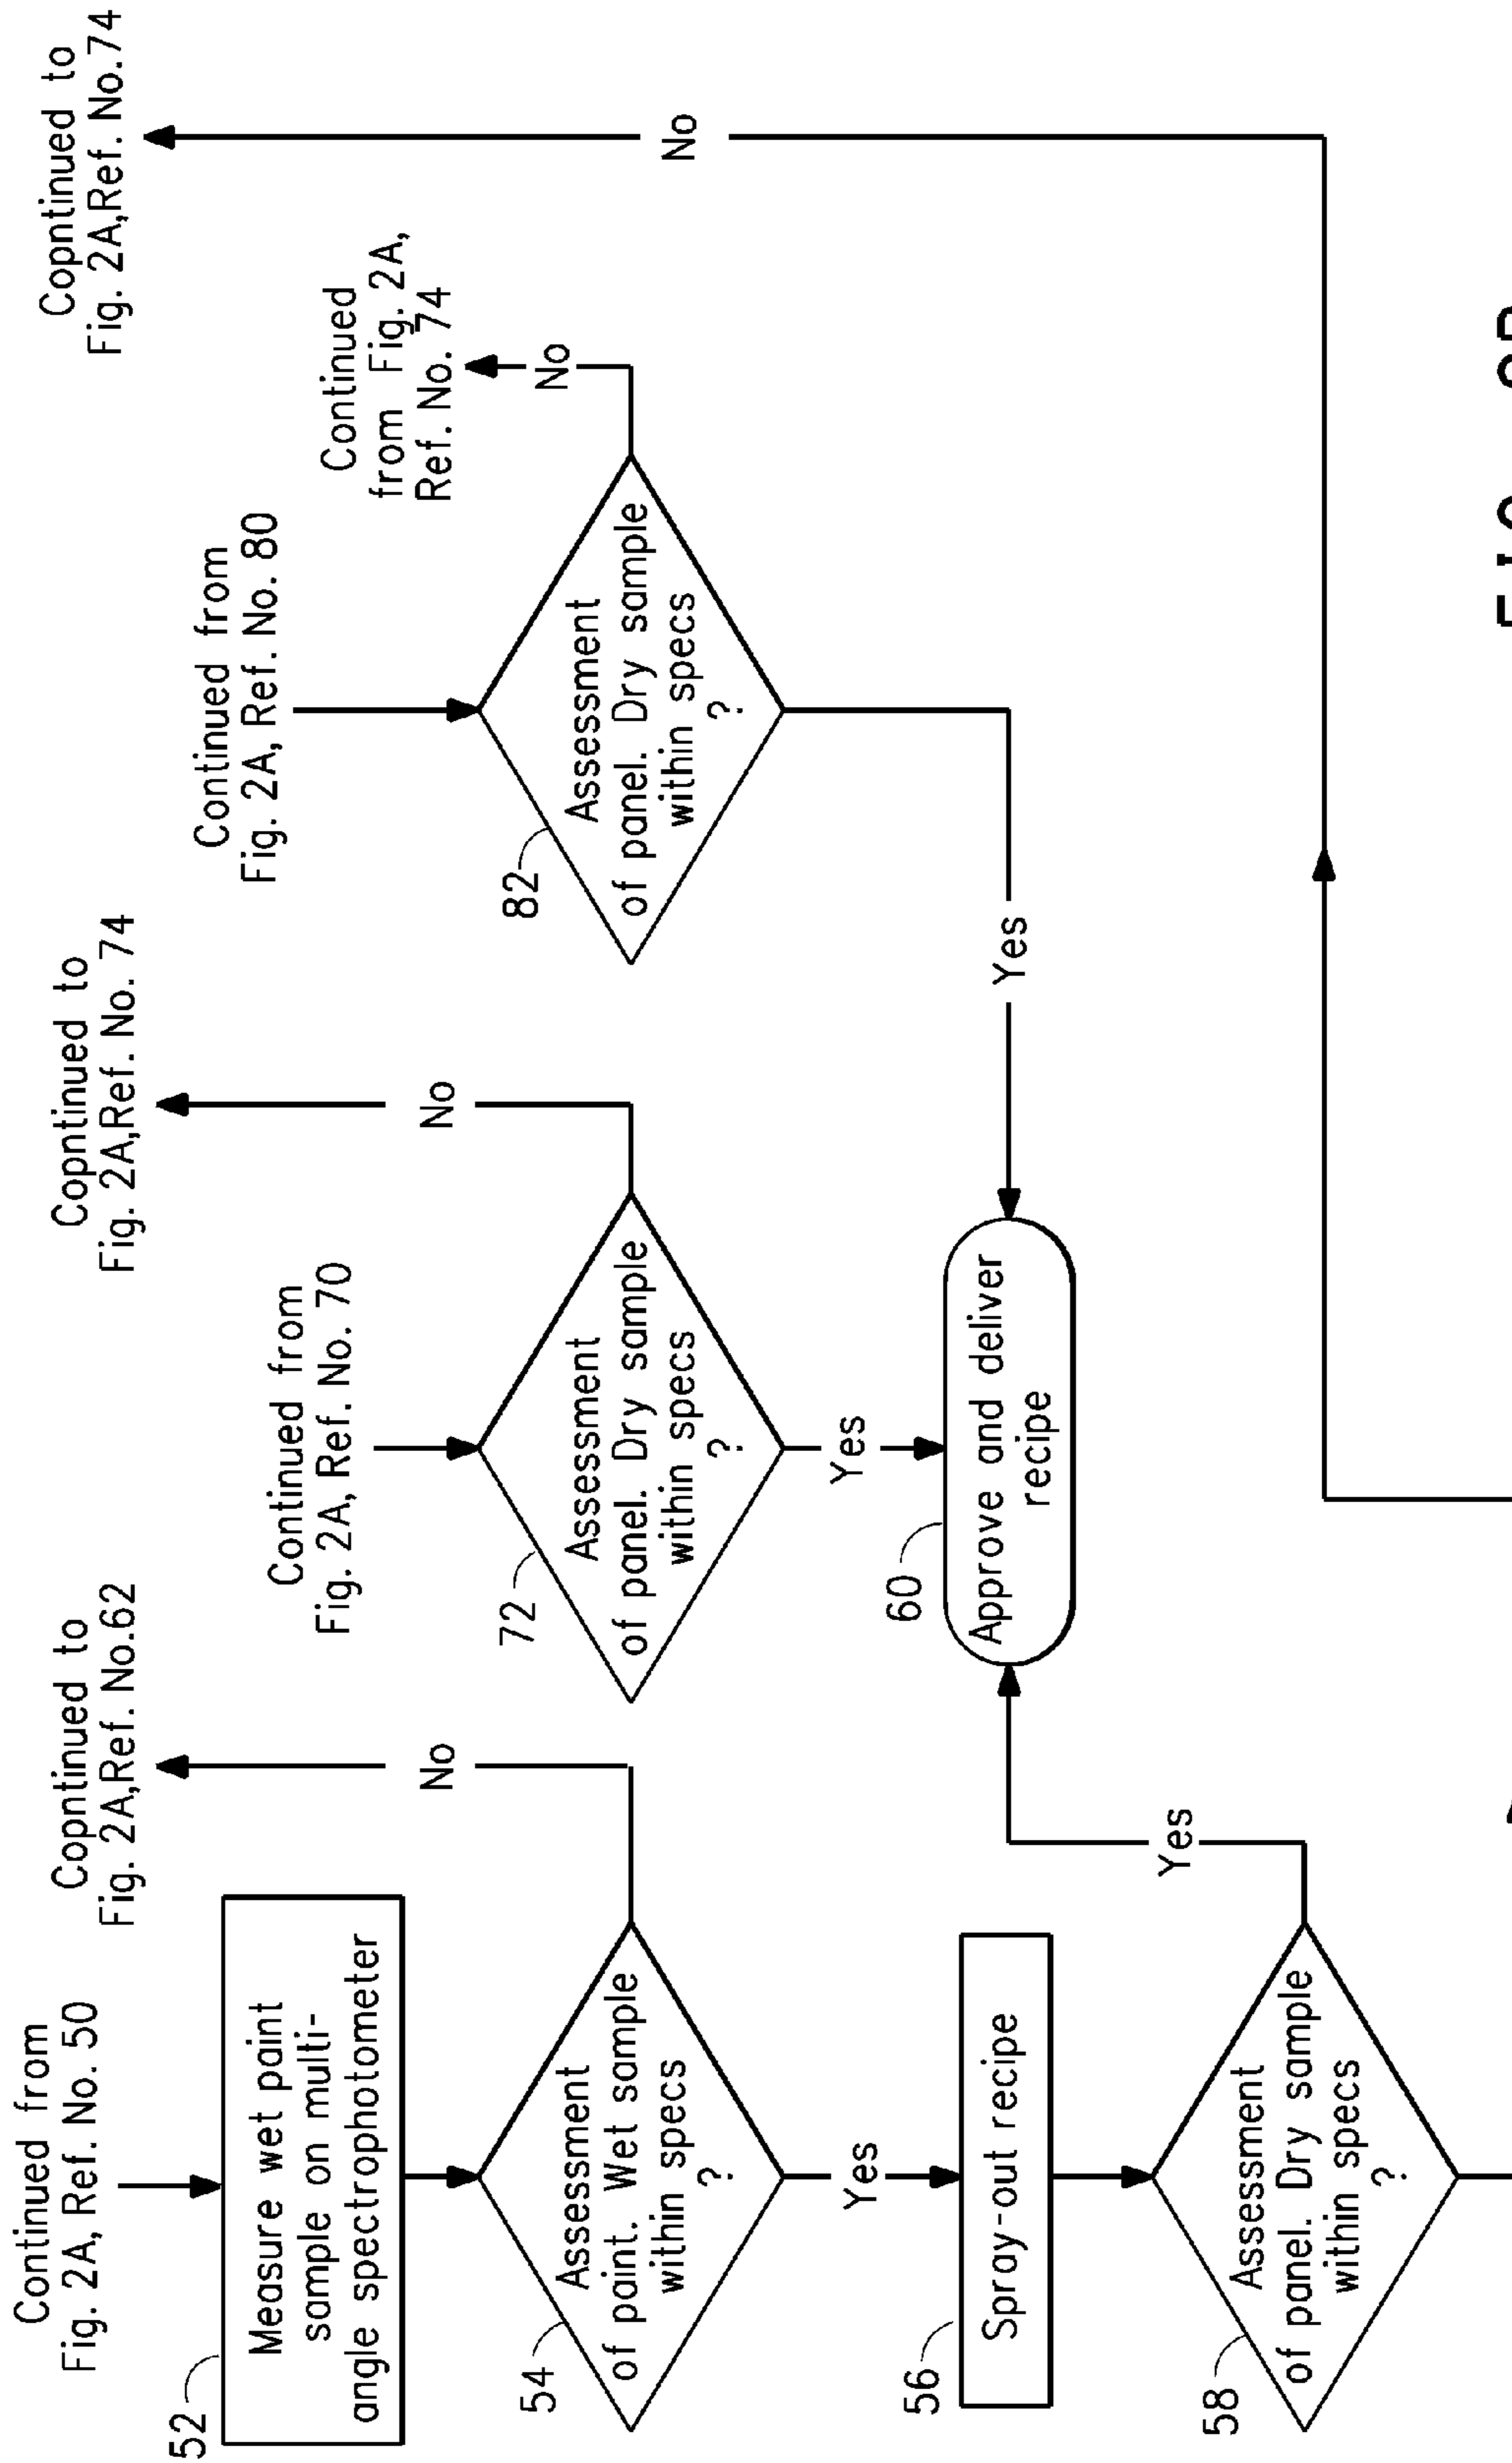 Continued from
Fig. 2A, Ref. No. 50
52
Measure wet paint
sample on multi-
angle spectrophotometer
Copntinued to
Fig. 2A,Ref. No.62
54
Assessment
of paint. Wet sample
within specs
?
No
Yes
56
Spray-out recipe
58
Assessment
of panel. Dry sample
within specs
?
Yes
Continued from
Fig. 2A, Ref. No. 70
72
Assessment
of panel. Dry sample
within specs
?
No
Copntinued to
Fig. 2A,Ref. No. 74
Yes
60
Approve and deliver
recipe
Continued from
Fig. 2A, Ref. No. 80
82
Assessment
of panel. Dry sample
within specs
?
No
Continued
from Fig. 2A,
Ref. No. 74
Yes
No
Copntinued to
Fig. 2A,Ref. No.74